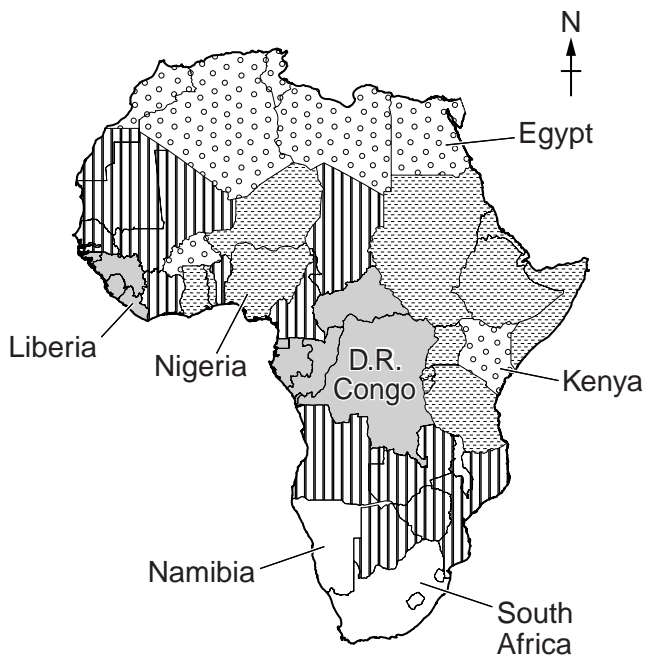 N
Egypt
Liberia
Nigeria
D.R.
Congo
Kenya
Namibia
South
Africa